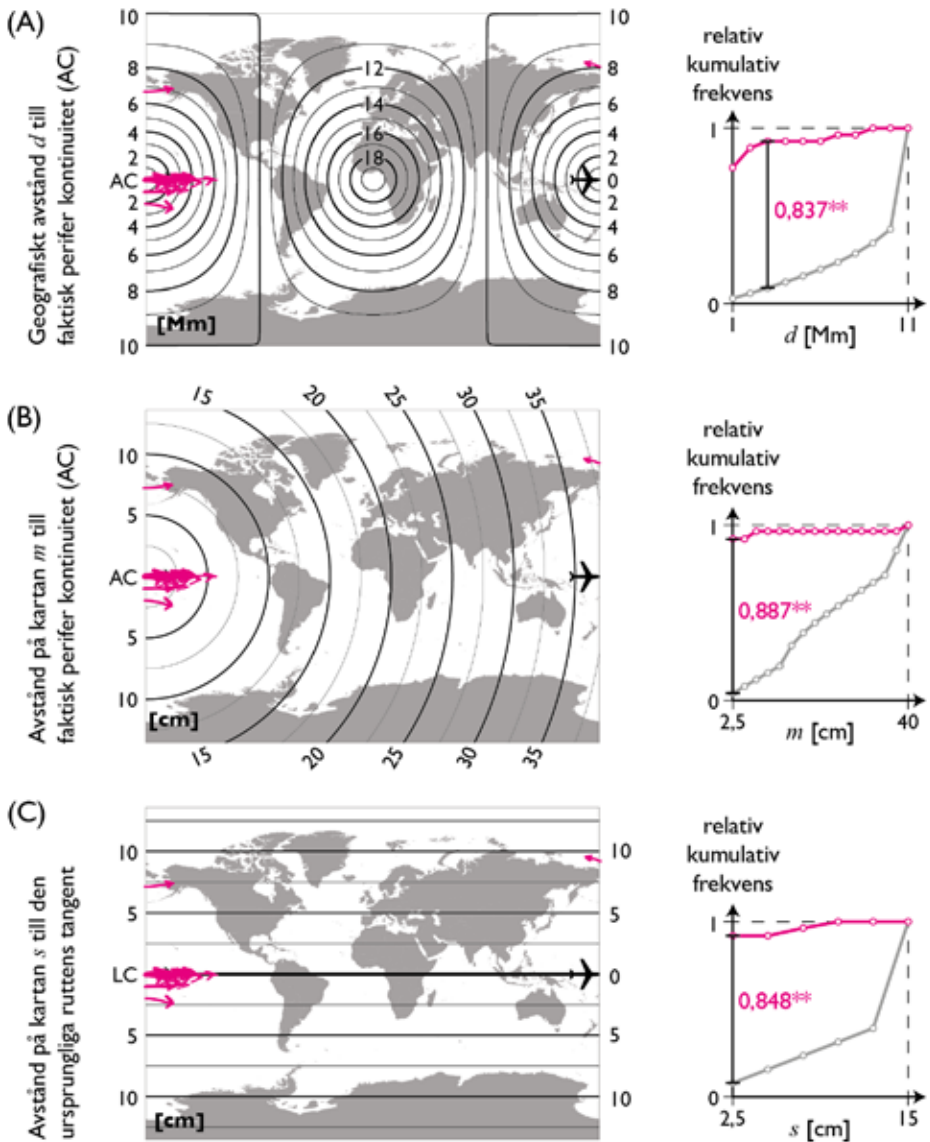 (A)
Geografiskt avstånd d till
faktisk perifer kontinuitet (AC)
10
8
6
4
2
AC
2
4
6
8
10
12
14
16
18
[Mm]
10
8
6
4
2
0
2
4
6
8
10
relativ
kumulativ
frekvens
1
0,837**
0
1
11
d [Mm]
(B)
Avstånd på kartan m till
faktisk perifer kontinuitet (AC)
15
20
25
30
35
10
5
AC
5
10
[cm]
15
20
25
30
35
relativ
kumulativ
frekvens
1
0,887**
0
2,5
40
m [cm]
(C)
Avstånd på kartan s till den
ursprungliga ruttens tangent
10
5
LC
5
10
[cm]
10
5
0
5
10
relativ
kumulativ
frekvens
1
0,848**
0
2,5
15
s [cm]